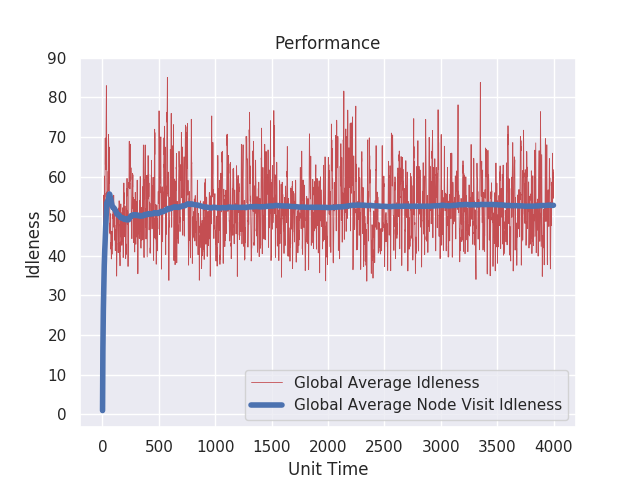 Performance
90
80
70
60
50
40
30
20
10
0
Idleness
0 500 1000 1500 2000 2500 3000 3500 4000
Unit Time
Global Average Idleness
Global Average Node Visit Idleness